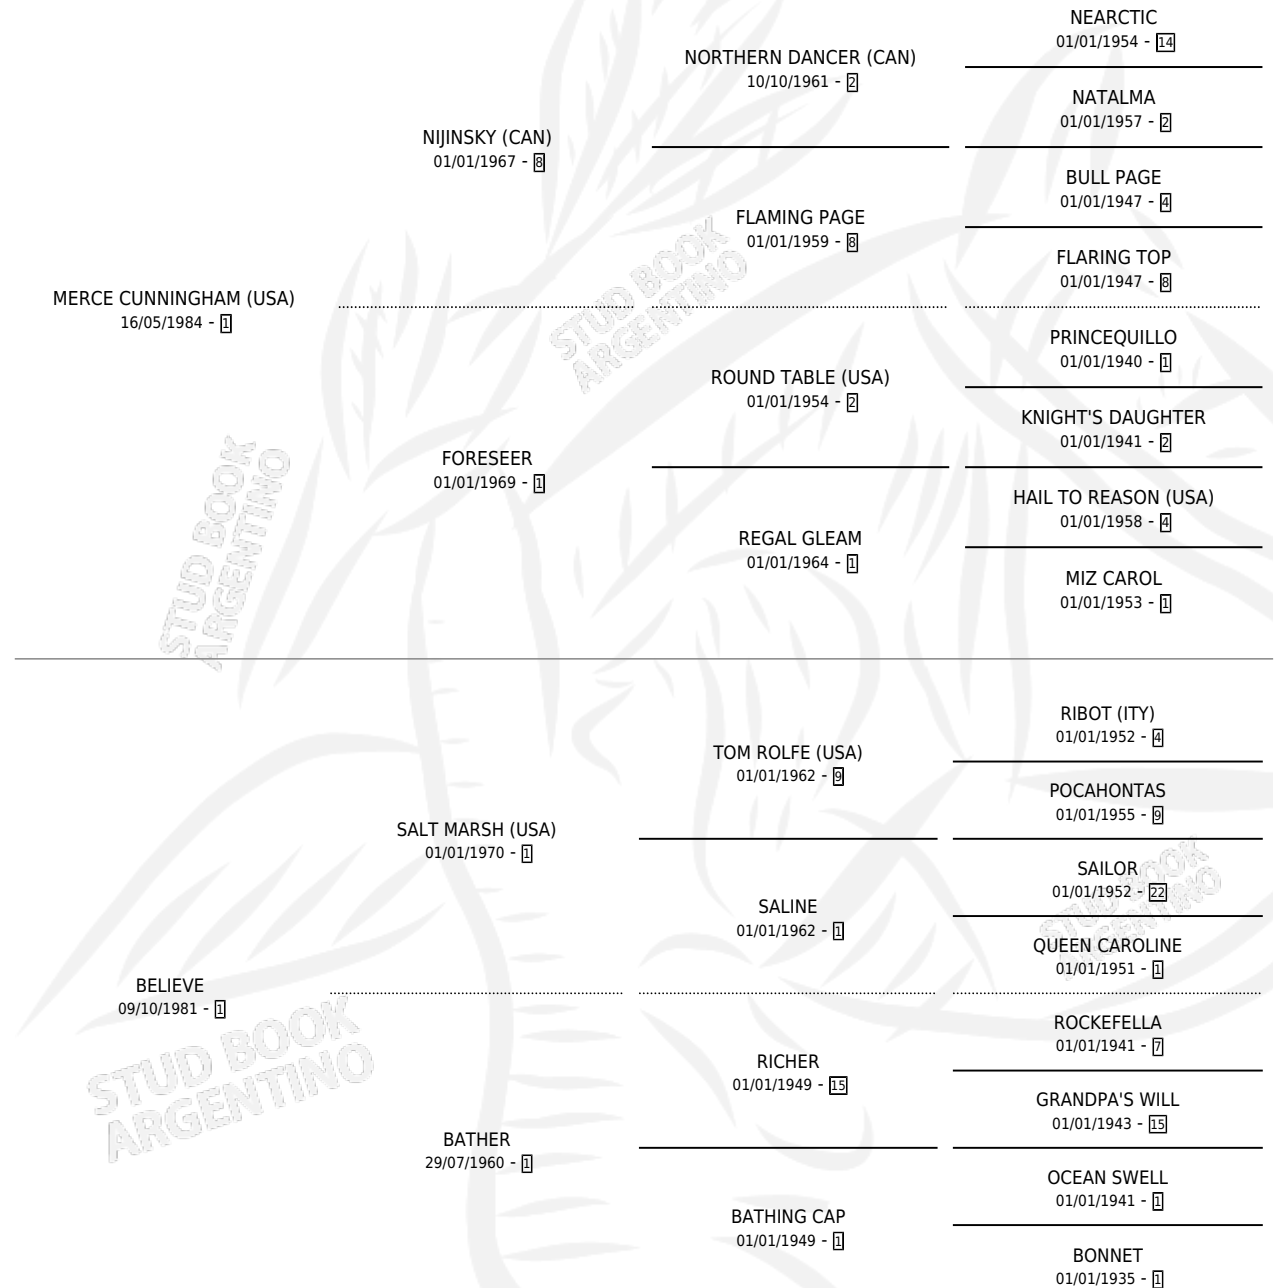 NEARCTIC
01/01/1954 - 14
NORTHERN DANCER (CAN)
10/10/1961 - 2
NATALMA
01/01/1957 - 2
NIJINSKY (CAN)
01/01/1967 - 8
BULL PAGE
01/01/1947 - 4
FLAMING PAGE
01/01/1959 - 8
FLARING TOP
01/01/1947 - 8
MERCE CUNNINGHAM (USA)
16/05/1984 - 1
PRINCEQUILLO
01/01/1940 - 1
ROUND TABLE (USA)
01/01/1954 - 2
KNIGHT'S DAUGHTER
01/01/1941 - 2
FORESEER
01/01/1969 - 1
HAIL TO REASON (USA)
01/01/1958 - 4
REGAL GLEAM
01/01/1964 - 1
MIZ CAROL
01/01/1953 - 1
STUD BOOK
ARGENTINO
STUD BOOK
ARGENTINO
RIBOT (ITY)
01/01/1952 - 4
TOM ROLFE (USA)
01/01/1962 - 9
POCAHONTAS
01/01/1955 - 9
SALT MARSH (USA)
01/01/1970 - 1
SAILOR
01/01/1952 - 22
SALINE
01/01/1962 - 1
QUEEN CAROLINE
01/01/1951 - 1
STUD BOOK
ARGENTINO
BELIEVE
09/10/1981 - 1
ROCKEFELLA
01/01/1941 - 7
RICHER
01/01/1949 - 15
GRANDPA'S WILL
01/01/1943 - 15
STUD BOOK
ARGENTINO
BATHER
29/07/1960 - 1
OCEAN SWELL
01/01/1941 - 1
BATHING CAP
01/01/1949 - 1
BONNET
01/01/1935 - 1